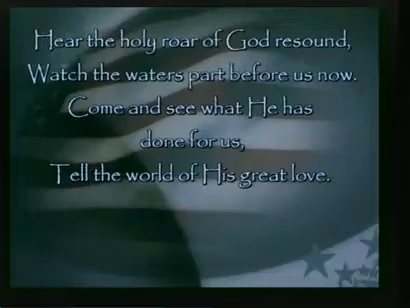 Hear the holy roar of God resound,
Watch the waters part before us now.
Come and see what He has
done for us,
Tell the world of His great love.